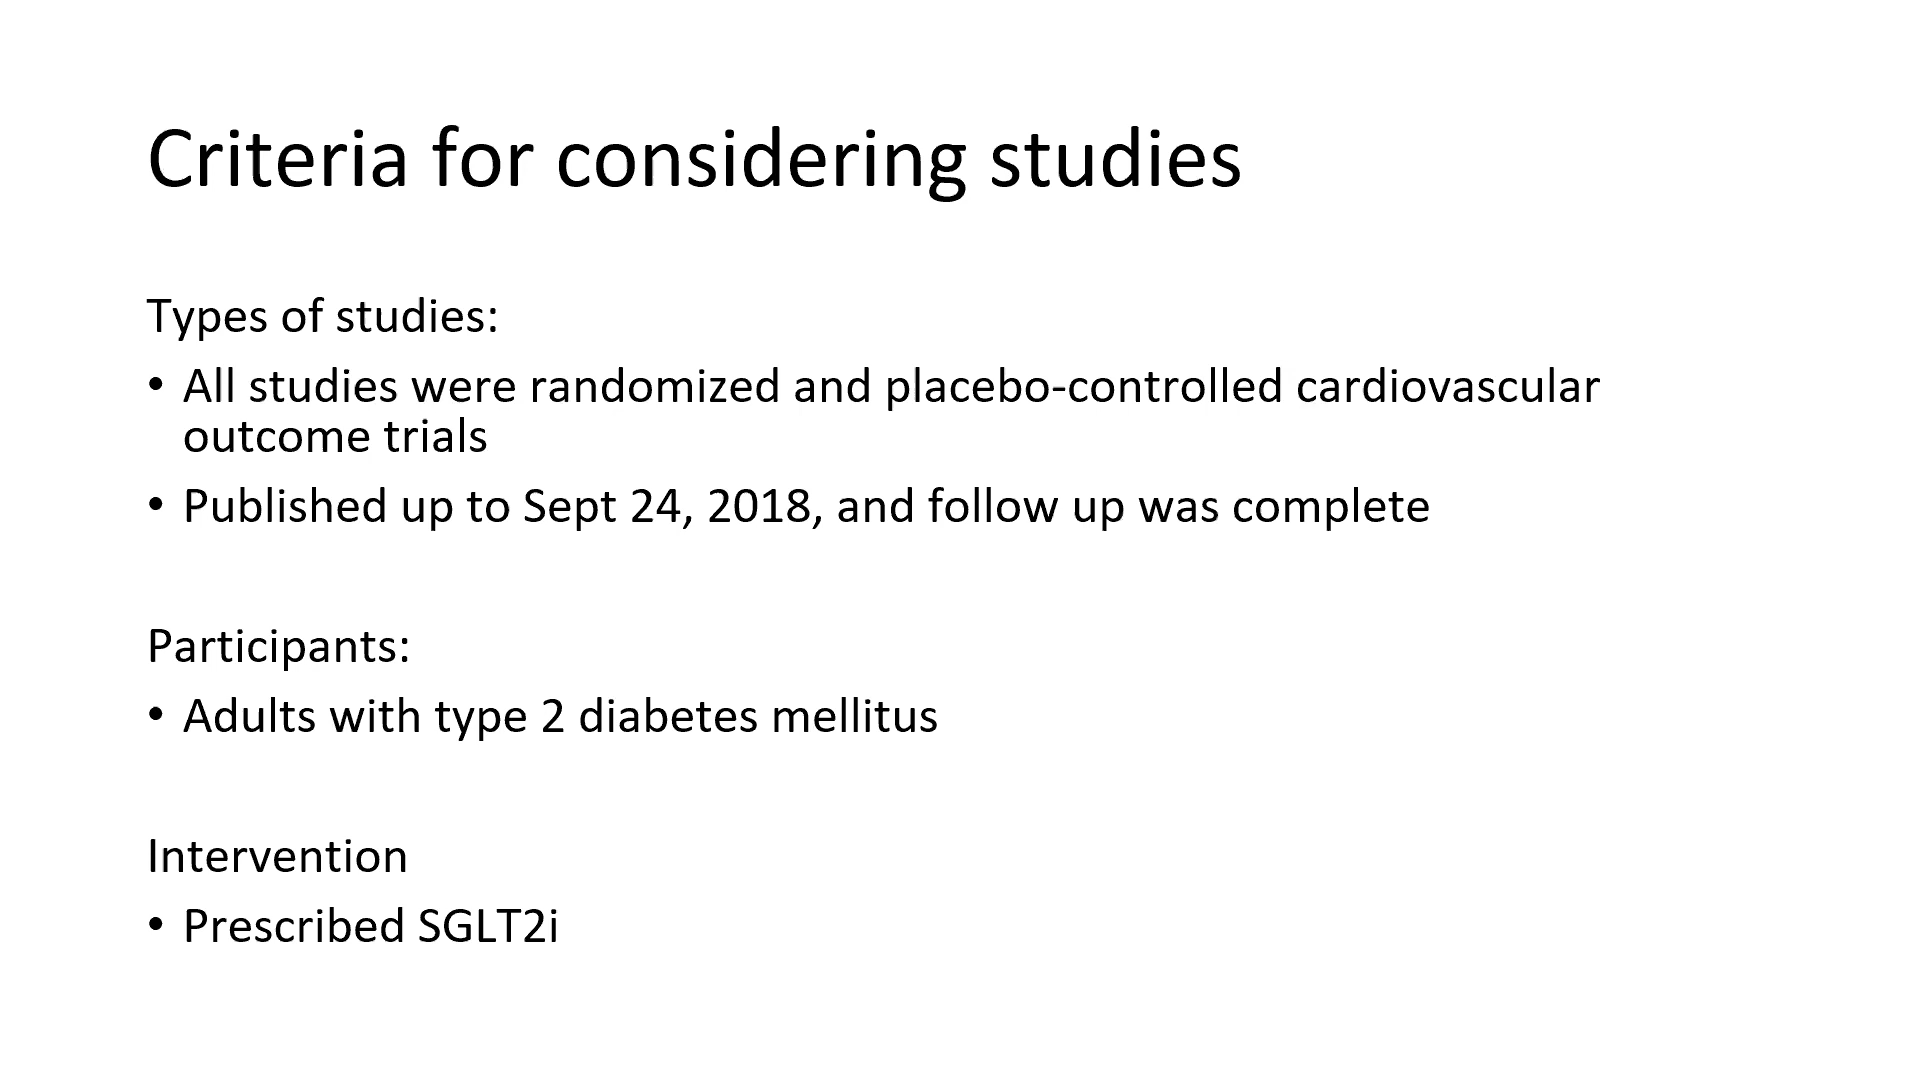 Criteria for considering studies
Types of studies:
• All studies were randomized and placebo-controlled cardiovascular
outcome trials
• Published up to Sept 24, 2018, and follow up was complete
Participants:
• Adults with type 2 diabetes mellitus
Intervention
• Prescribed SGLT2i